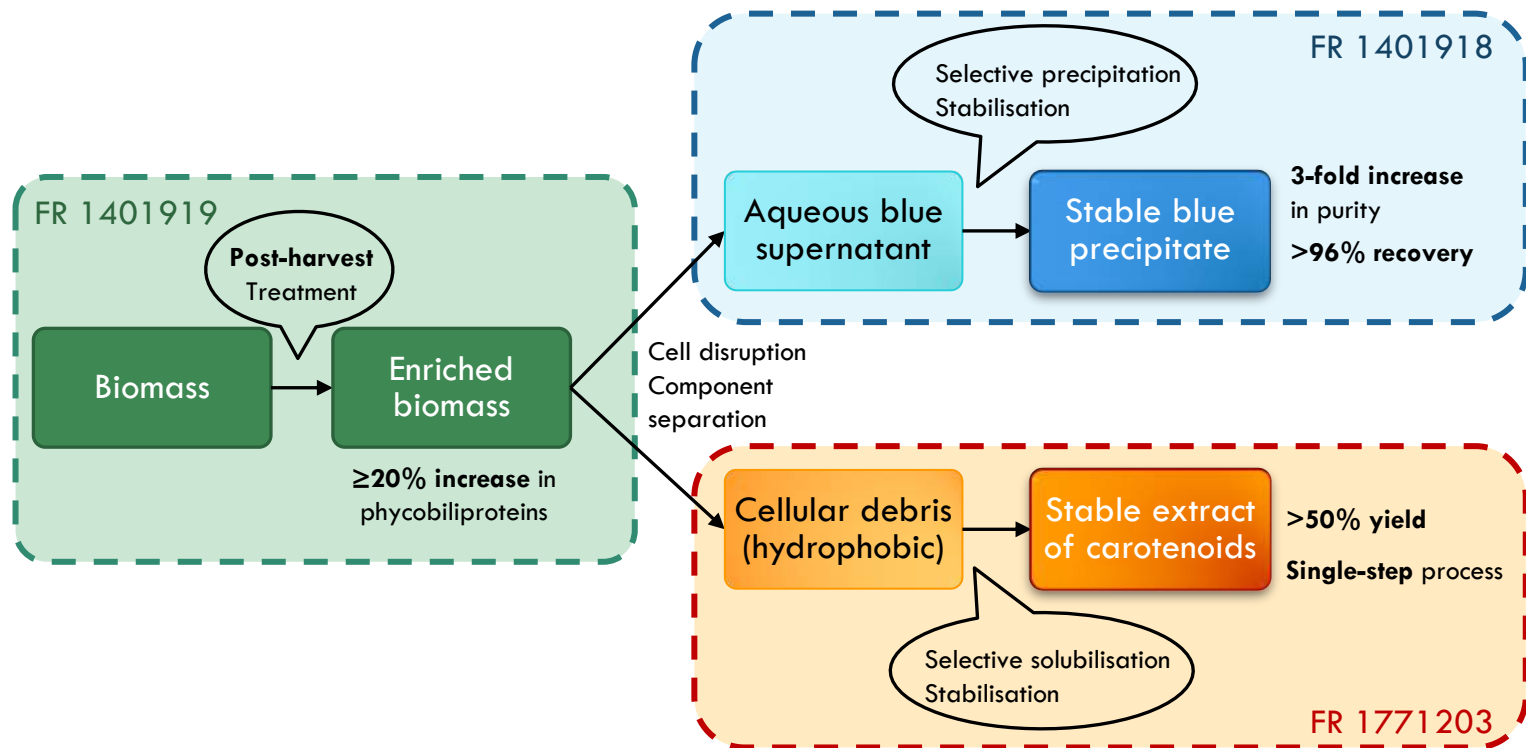 FR 1401919
Post-harvest
Treatment
Biomass
Enriched
biomass
≥20% increase in
phycobiliproteins
Cell disruption
Component
separation
FR 1401918
Selective precipitation
Stabilisation
Aqueous blue
supernatant
Stable blue
precipitate
3-fold increase
in purity
>96% recovery
Cellular debris
(hydrophobic)
Stable extract
of carotenoids
>50% yield
Single-step process
Selective solubilisation
Stabilisation
FR 1771203